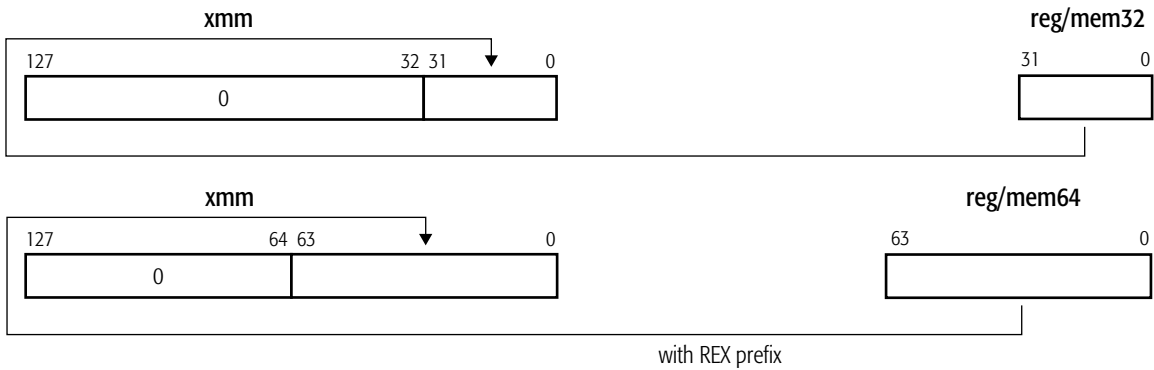 xmm reg/mem32
127 32 31 0 31 0
0
xmm reg/mem64
127 64 63 0 63 0
0
with REX prefix